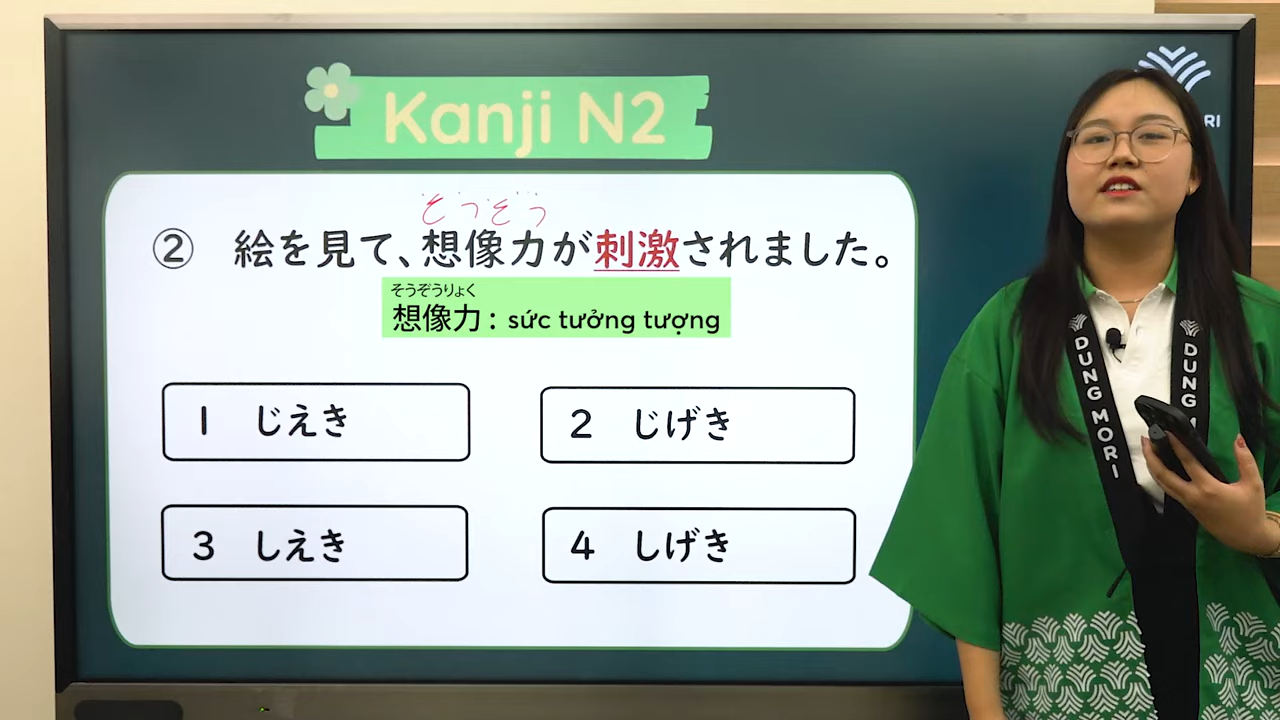 Kanji N2
RI
そうぞう
② 絵を見て、想像力が刺激されました。
そうぞうりょく
想像力 : sức tưởng tượng
1 じえき
2 じげき
3 しえき
4 しげき
DUNG MORI
DUNG